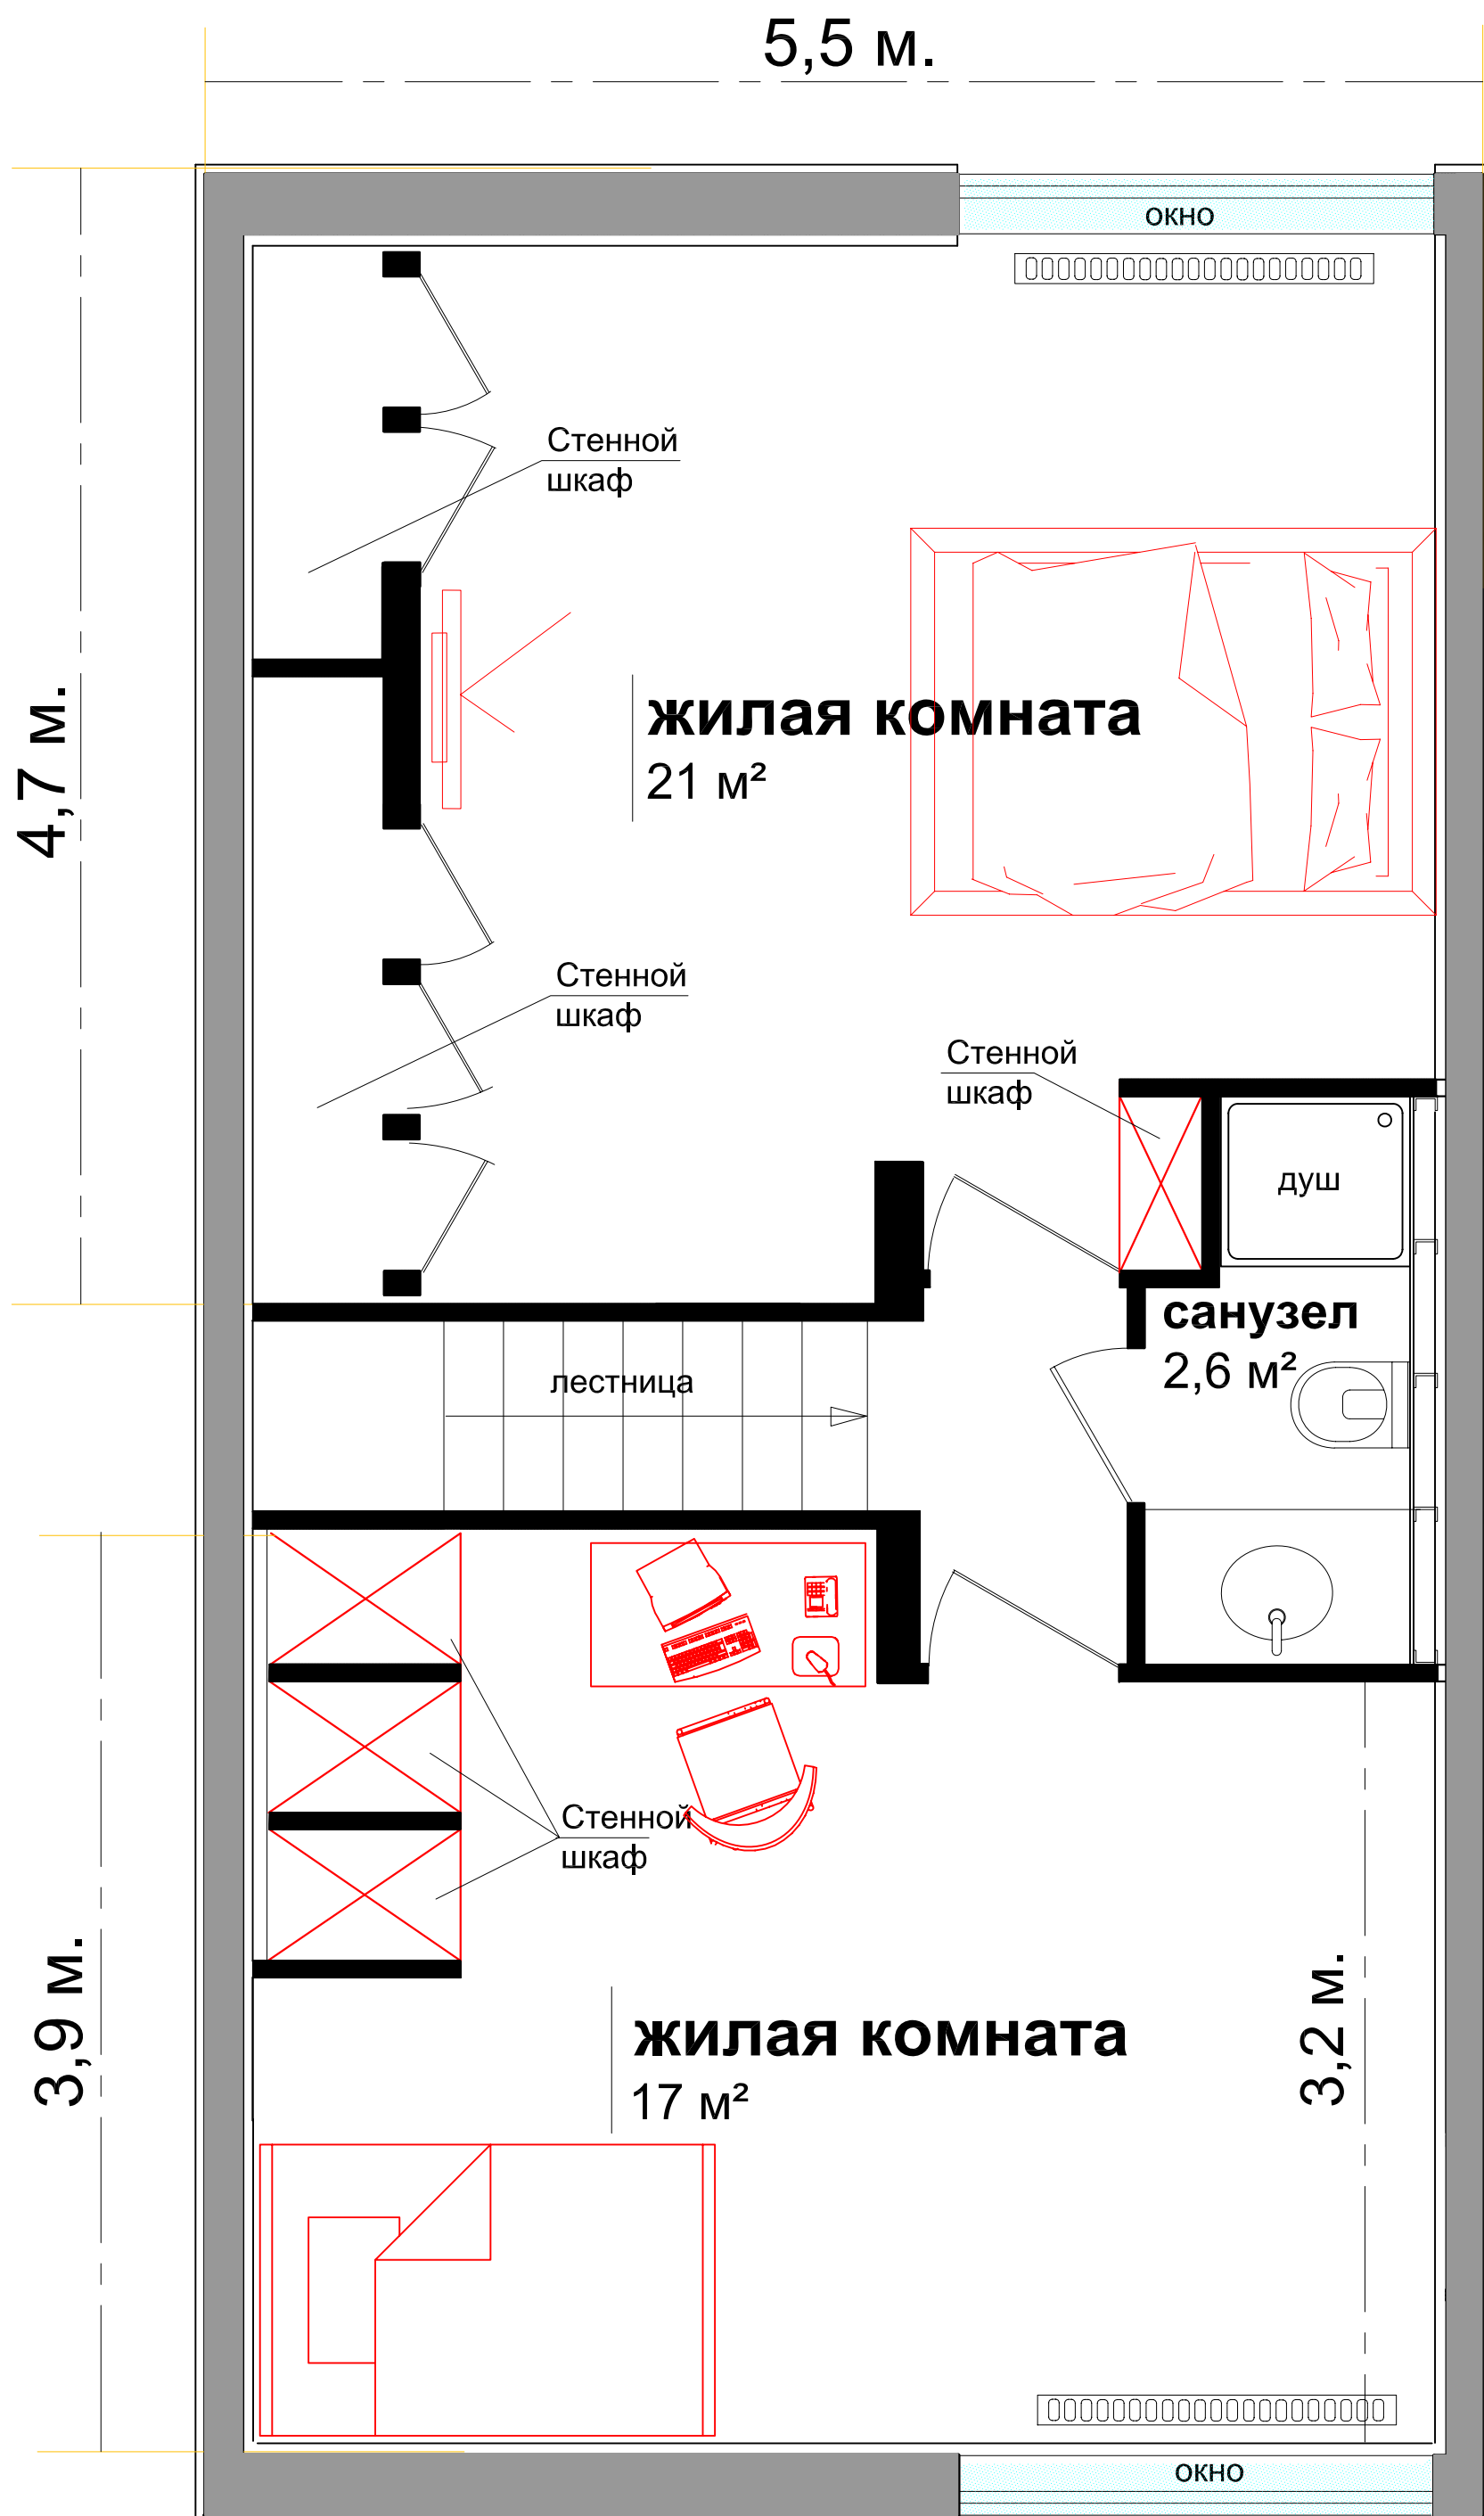 5,5 м.
окно
Стенной
шкаф
4,7 м.
жилая комната
21 м²
Стенной
шкаф
Стенной
шкаф
душ
санузел
2,6 м²
лестница
Стенной
шкаф
3,9 м.
3,2 м.
жилая комната
17 м²
окно